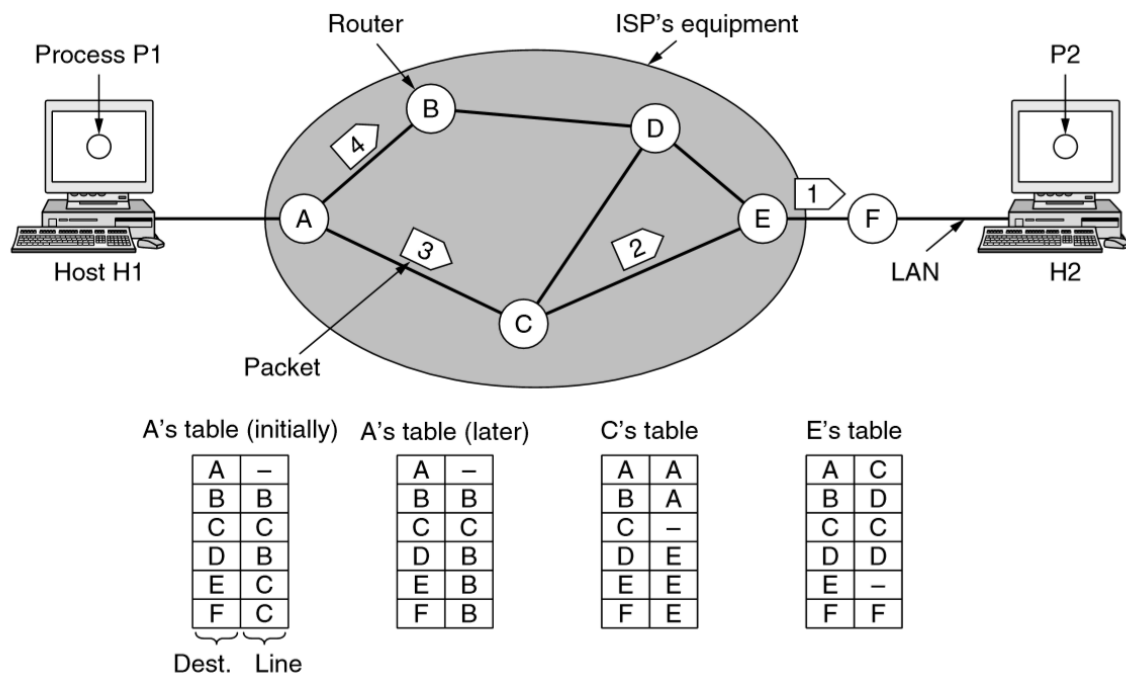 Router
ISP's equipment
Process P1
P2
B
D
4
A
E
1
F
3
2
Host H1
LAN
H2
C
Packet
A's table (initially)
A –
B B
C C
D B
E C
F C
Dest. Line
A's table (later)
A –
B B
C C
D B
E B
F B
C's table
A A
B A
C –
D E
E E
F E
E's table
A C
B D
C C
D D
E –
F F